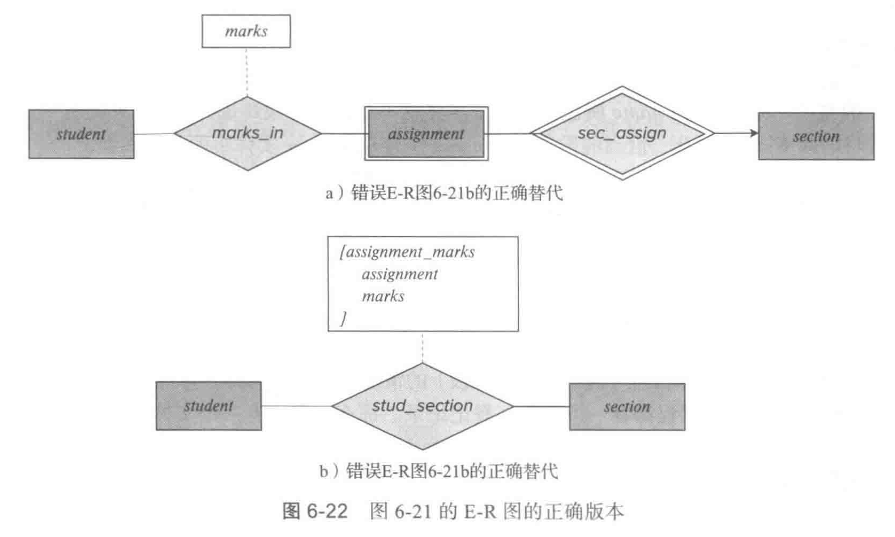 marks
student
marks_in
assignment
sec_assign
section
a）错误E-R图6-21b的正确替代
[assignment_marks
assignment
marks
]
student
stud_section
section
b）错误E-R图6-21b的正确替代
图 6-22 图 6-21 的 E-R 图的正确版本